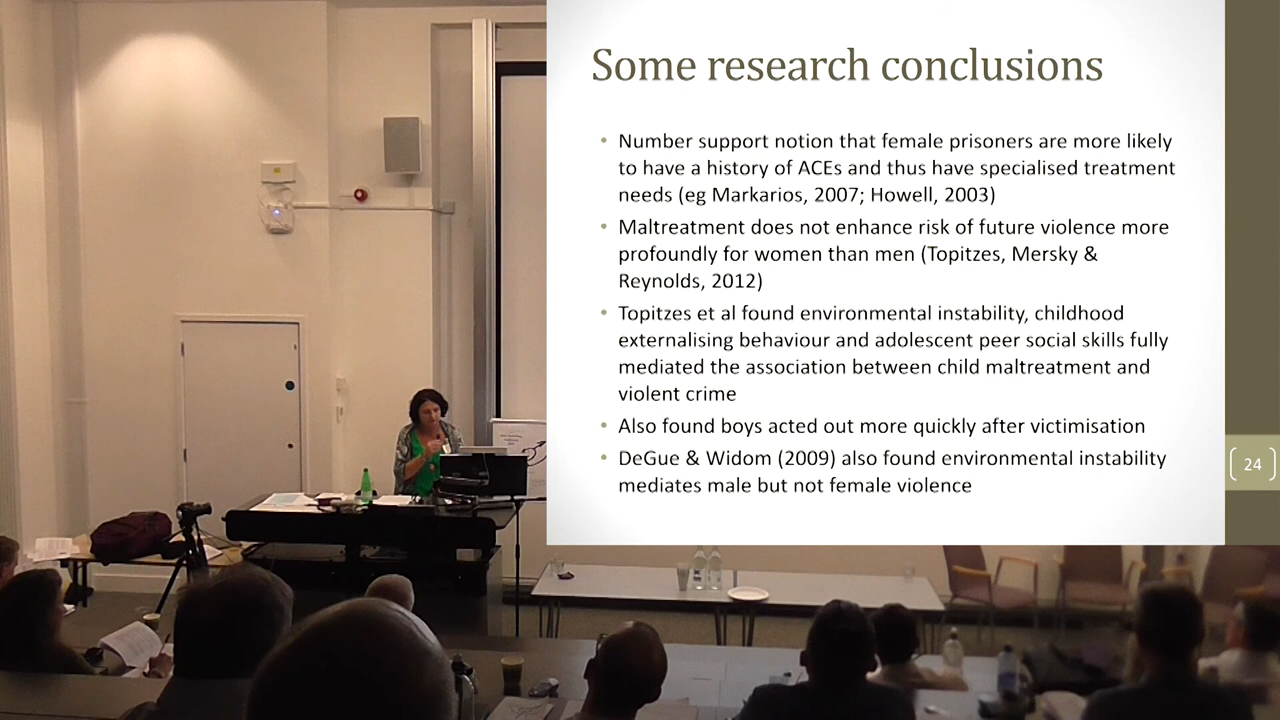 Some research conclusions
• Number support notion that female prisoners are more likely
to have a history of ACEs and thus have specialised treatment
needs (eg Markarios, 2007; Howell, 2003)
• Maltreatment does not enhance risk of future violence more
profoundly for women than men (Topitzes, Mersky &
Reynolds, 2012)
• Topitzes et al found environmental instability, childhood
externalising behaviour and adolescent peer social skills fully
mediated the association between child maltreatment and
violent crime
• Also found boys acted out more quickly after victimisation
• DeGue & Widom (2009) also found environmental instability
mediates male but not female violence
24